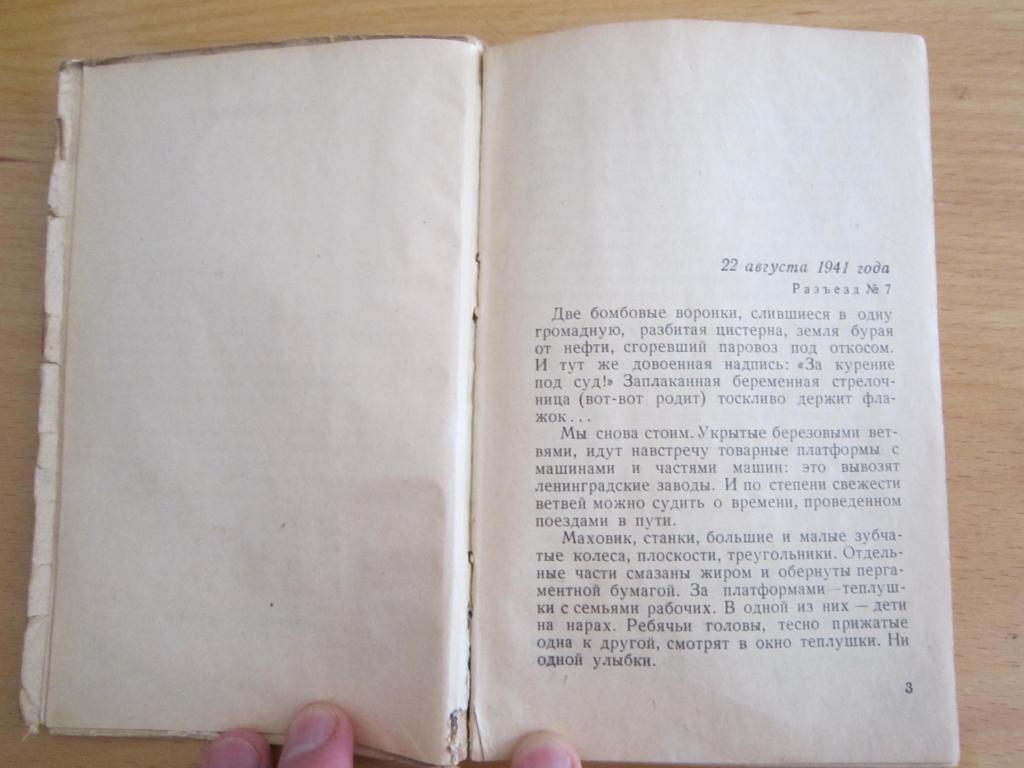 22 августа 1941 года
Разъезд № 7
Две бомбовые воронки, слившиеся в одну
громадную, разбитая цистерна, земля бурая
от нефти, сгоревший паровоз под откосом.
И тут же довоенная надпись: «За курение
под суд!» Заплаканная беременная стрелоч-
ница (вот-вот родит) тоскливо держит фла-
жок...
Мы снова стоим. Укрытые березовыми вет-
вями, идут навстречу товарные платформы с
машинами и частями машин: это вывозят
ленинградские заводы. И по степени свежести
ветвей можно судить о времени, проведенном
поездами в пути.
Маховик, станки, большие и малые зубча-
тые колеса, плоскости, треугольники. Отдель-
ные части смазаны жиром и обернуты перга-
ментной бумагой. За платформами—теплуш-
ки с семьями рабочих. В одной из них — дети
на нарах. Ребячьи головы, тесно прижатые
одна к другой, смотрят в окно теплушки. Ни
одной улыбки.
3